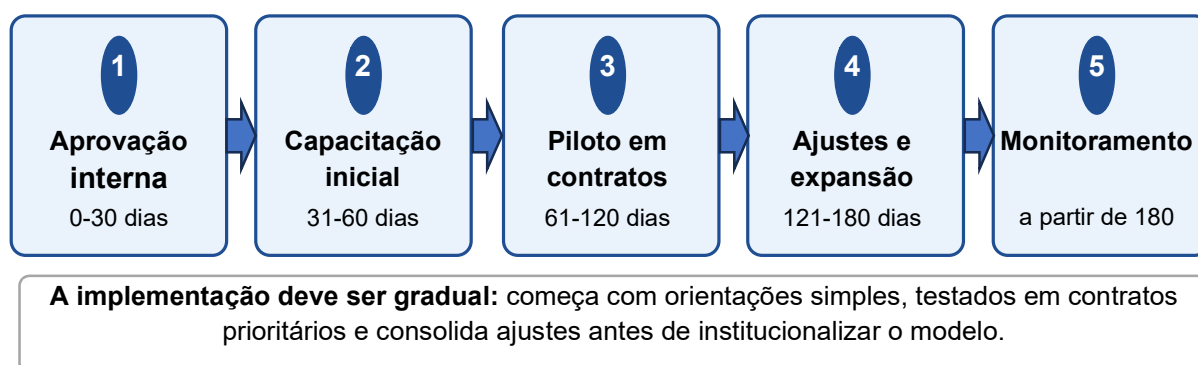 1
Aprovação
interna
0-30 dias
2
Capacitação
inicial
31-60 dias
3
Piloto em
contratos
61-120 dias
4
Ajustes e
expansão
121-180 dias
5
Monitoramento
a partir de 180
A implementação deve ser gradual: começa com orientações simples, testados em contratos
prioritários e consolida ajustes antes de institucionalizar o modelo.